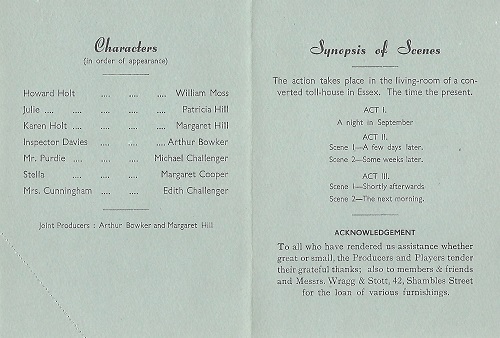 Characters
(in order of appearance)
Howard Holt .... .... .... William Moss
Julie .... .... .... .... Patricia Hill
Karen Holt .... .... .... Margaret Hill
Inspector Davies .... .... Arthur Bowker
Mr. Purdie .... .... .... Michael Challenger
Stella .... .... .... Margaret Cooper
Mrs. Cunningham .... .... Edith Challenger
Joint Producers : Arthur Bowker and Margaret Hill
Synopsis of Scenes
The action takes place in the living-room of a con-
verted toll-house in Essex. The time the present.
ACT I.
A night in September
ACT II.
Scene 1—A few days later.
Scene 2—Some weeks later.
ACT III.
Scene 1—Shortly afterwards
Scene 2—The next morning.
ACKNOWLEDGEMENT
To all who have rendered us assistance whether
great or small, the Producers and Players tender
their grateful thanks; also to members & friends
and Messrs. Wragg & Stott, 42, Shambles Street
for the loan of various furnishings.